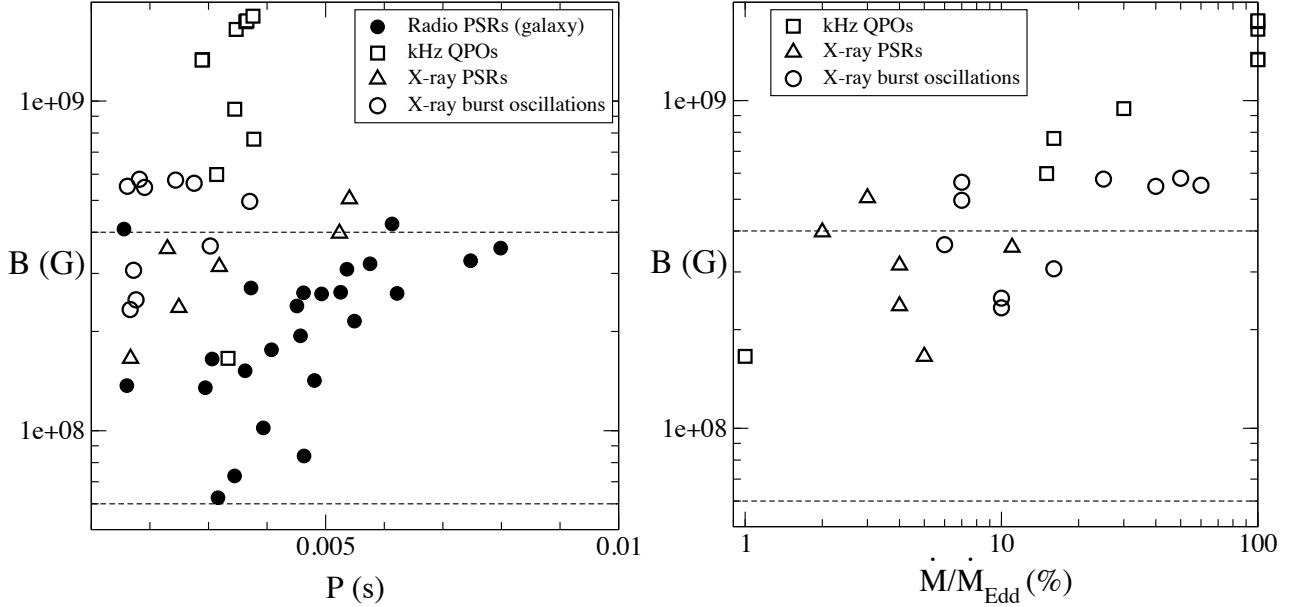 Radio PSRs (galaxy)
kHz QPOs
X-ray PSRs
X-ray burst oscillations
1e+09
B (G)
1e+08
0.005
0.01
P (s)
kHz QPOs
X-ray PSRs
X-ray burst oscillations
1e+09
B (G)
1e+08
1
10
100
Ṁ/Ṁ_Edd (%)